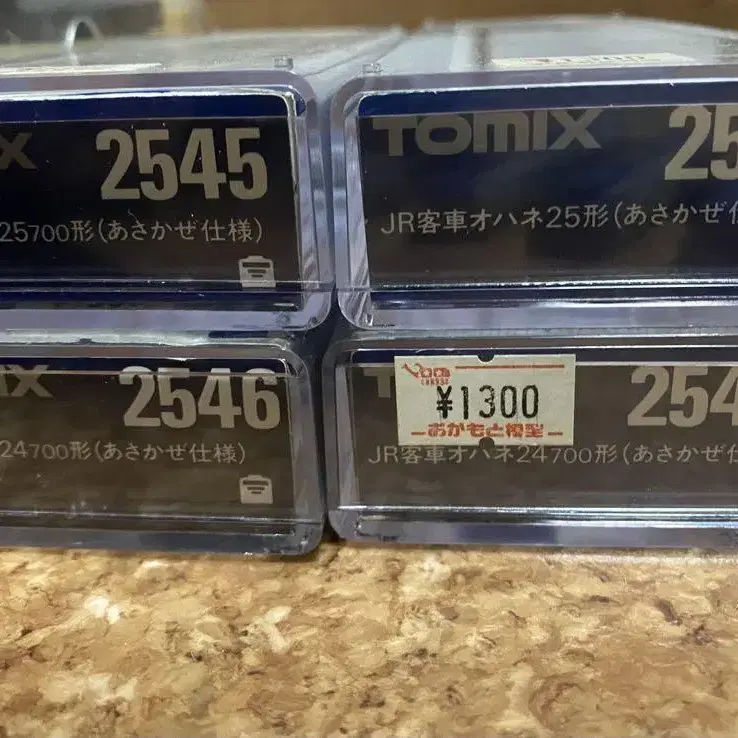 X 2545
25700形(あさかぜ仕様)
TOMIX 25
JR客車オハネ25形(あさかぜ仕
IX 2546
24700形(あさかぜ仕様)
T 254
¥1300
おかもと模型
JR客車オハネ24700形(あさかぜ仕